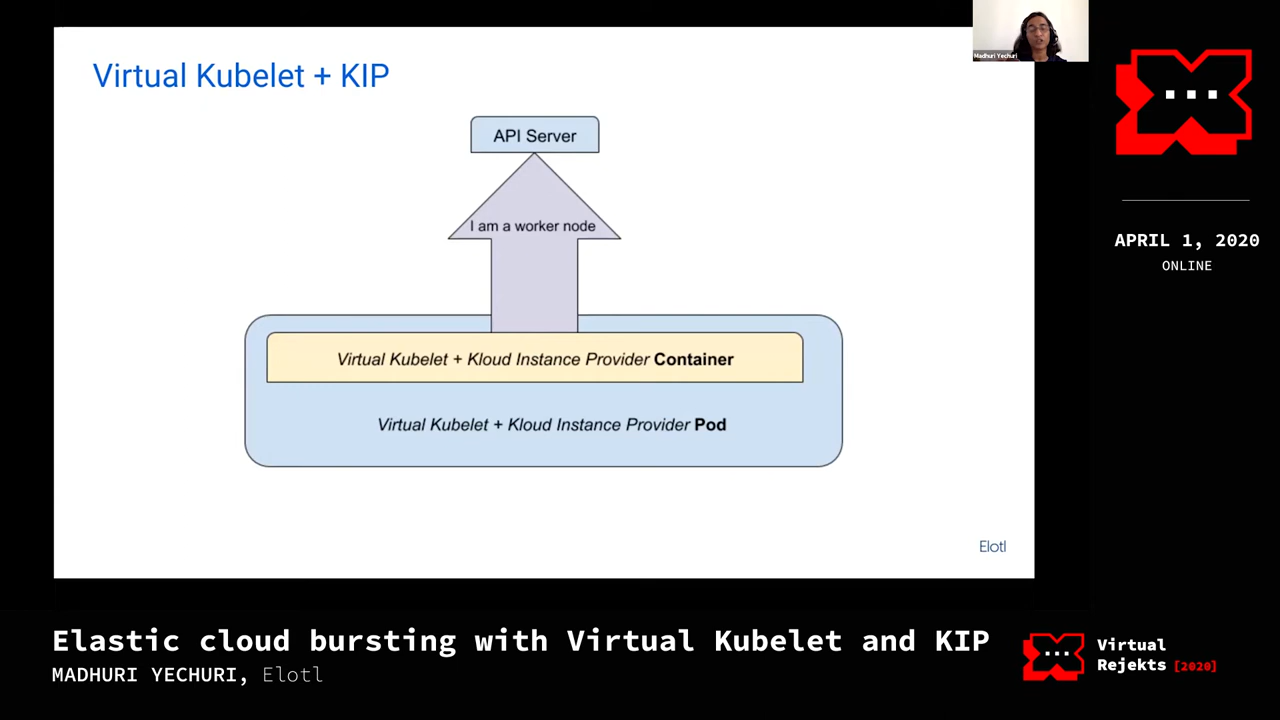 Virtual Kubelet + KIP
Madhuri Yechuri
API Server
I am a worker node
Virtual Kubelet + Kloud Instance Provider Container
Virtual Kubelet + Kloud Instance Provider Pod
Elotl
APRIL 1, 2020
ONLINE
Elastic cloud bursting with Virtual Kubelet and KIP
MADHURI YECHURI, Elotl
Virtual
Rejekts [2020]